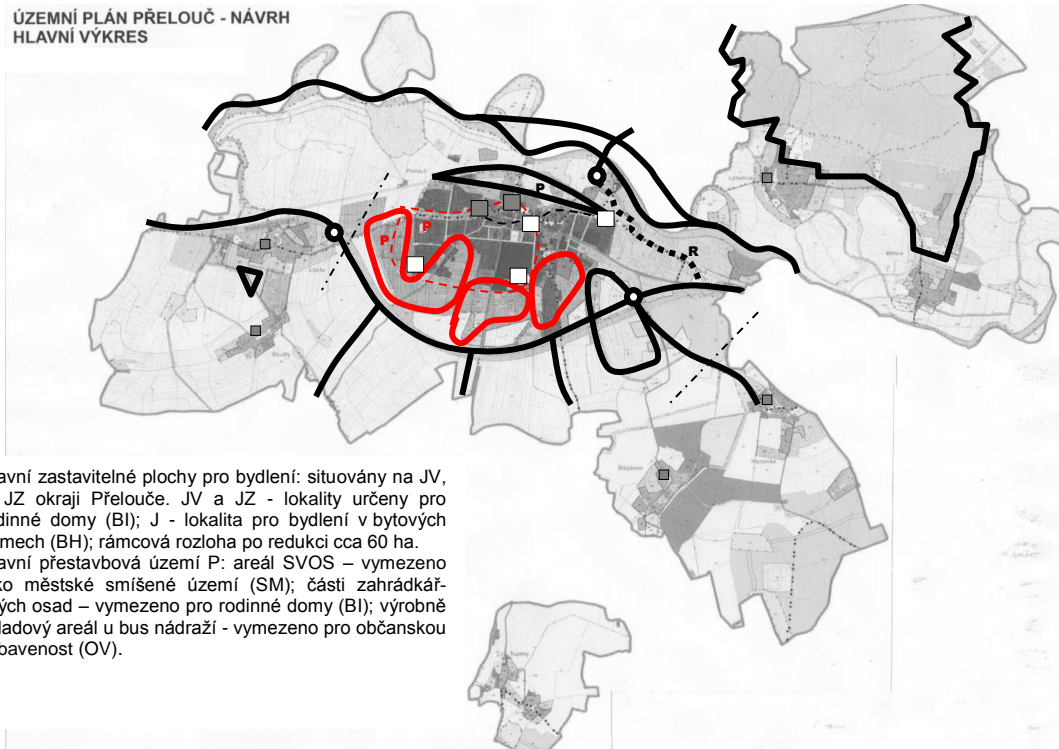 ÚZEMNÍ PLÁN PŘELOUČ - NÁVRH
HLAVNÍ VÝKRES
P
P
P
R
avní zastavitelné plochy pro bydlení: situovány na JV,
JZ okraji Přelouče. JV a JZ - lokality určeny pro
dinné domy (BI); J - lokalita pro bydlení v bytových
mech (BH); rámcová rozloha po redukci cca 60 ha.
avní přestavbová území P: areál SVOS – vymezeno
ko městské smíšené území (SM); části zahrádkář-
ých osad – vymezeno pro rodinné domy (BI); výrobně
ladový areál u bus nádraží - vymezeno pro občanskou
bavenost (OV).